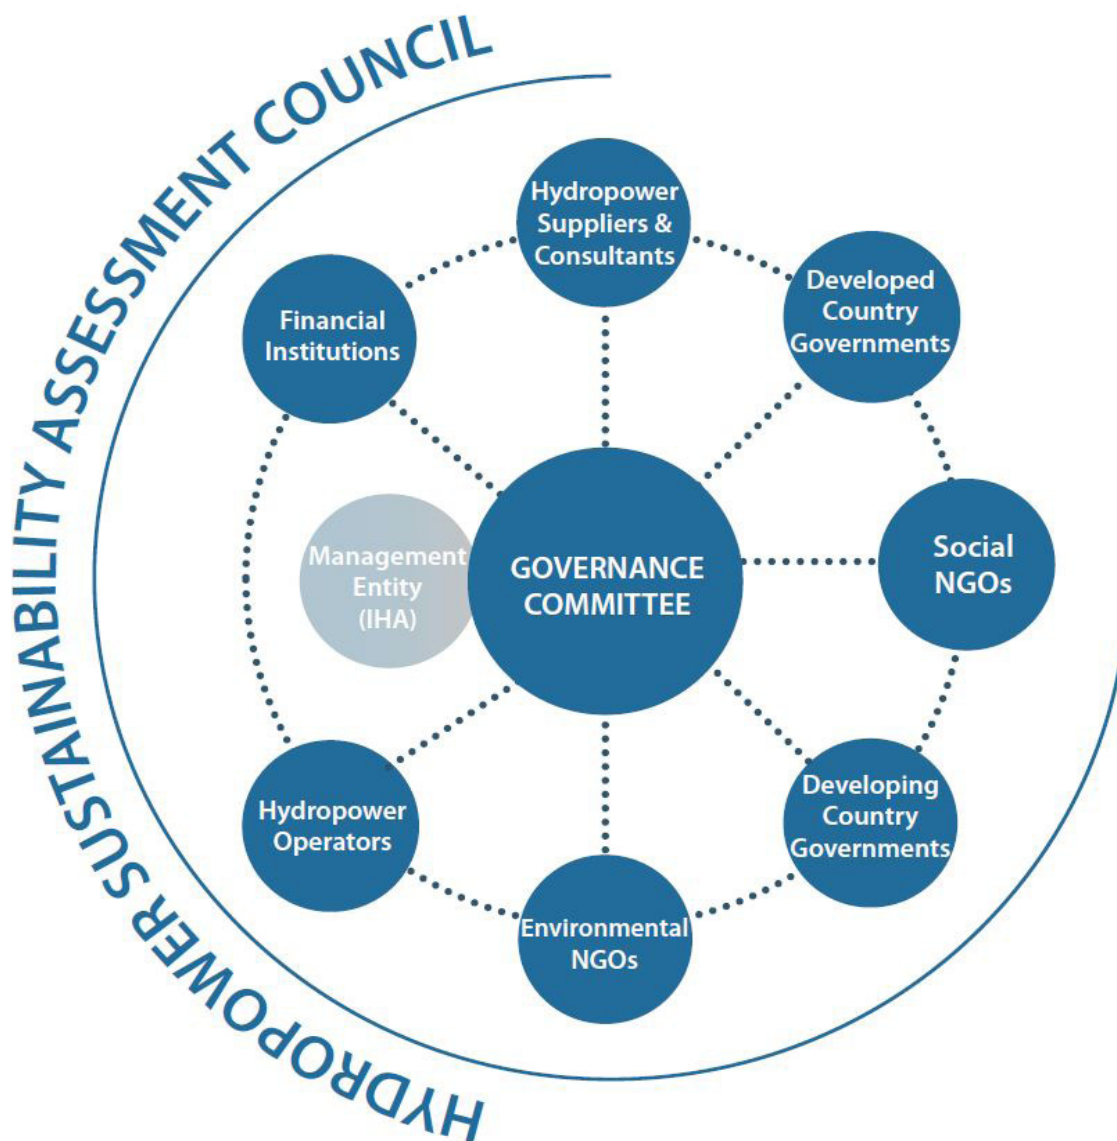 HYDROPOWER SUSTAINABILITY ASSESSMENT COUNCIL
Hydropower
Suppliers &
Consultants
Developed
Country
Governments
Financial
Institutions
Social
NGOs
Management
Entity
(IHA)
GOVERNANCE
COMMITTEE
Developing
Country
Governments
Hydropower
Operators
Environmental
NGOs